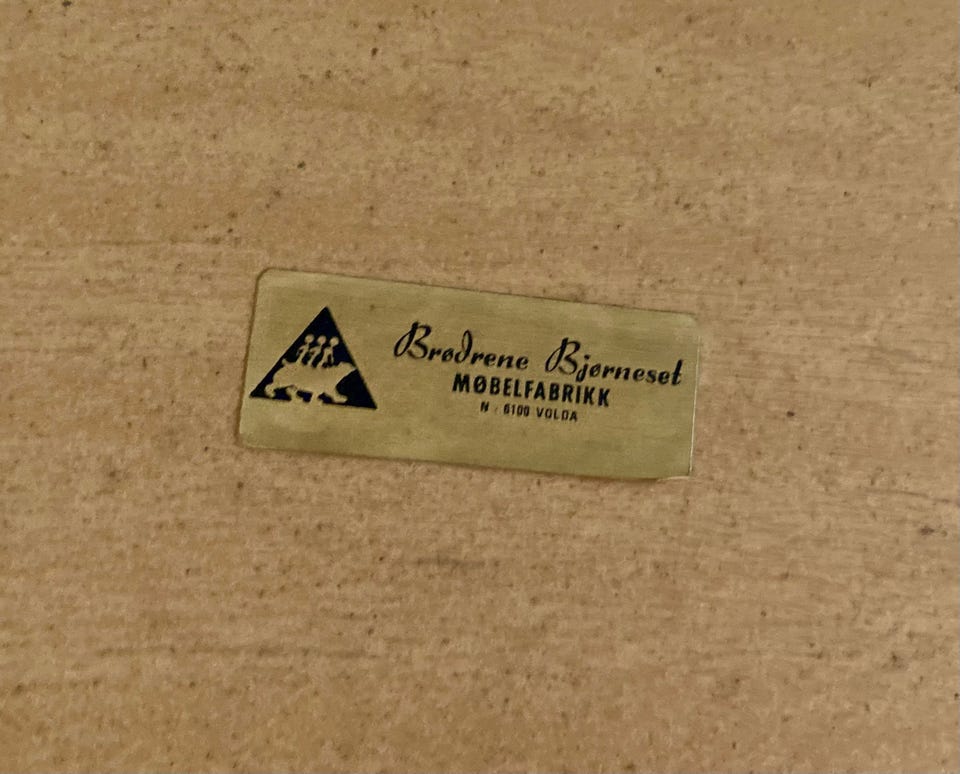 Brødrene Bjørneset
MØBELFABRIKK
N - 6100 VOLDA